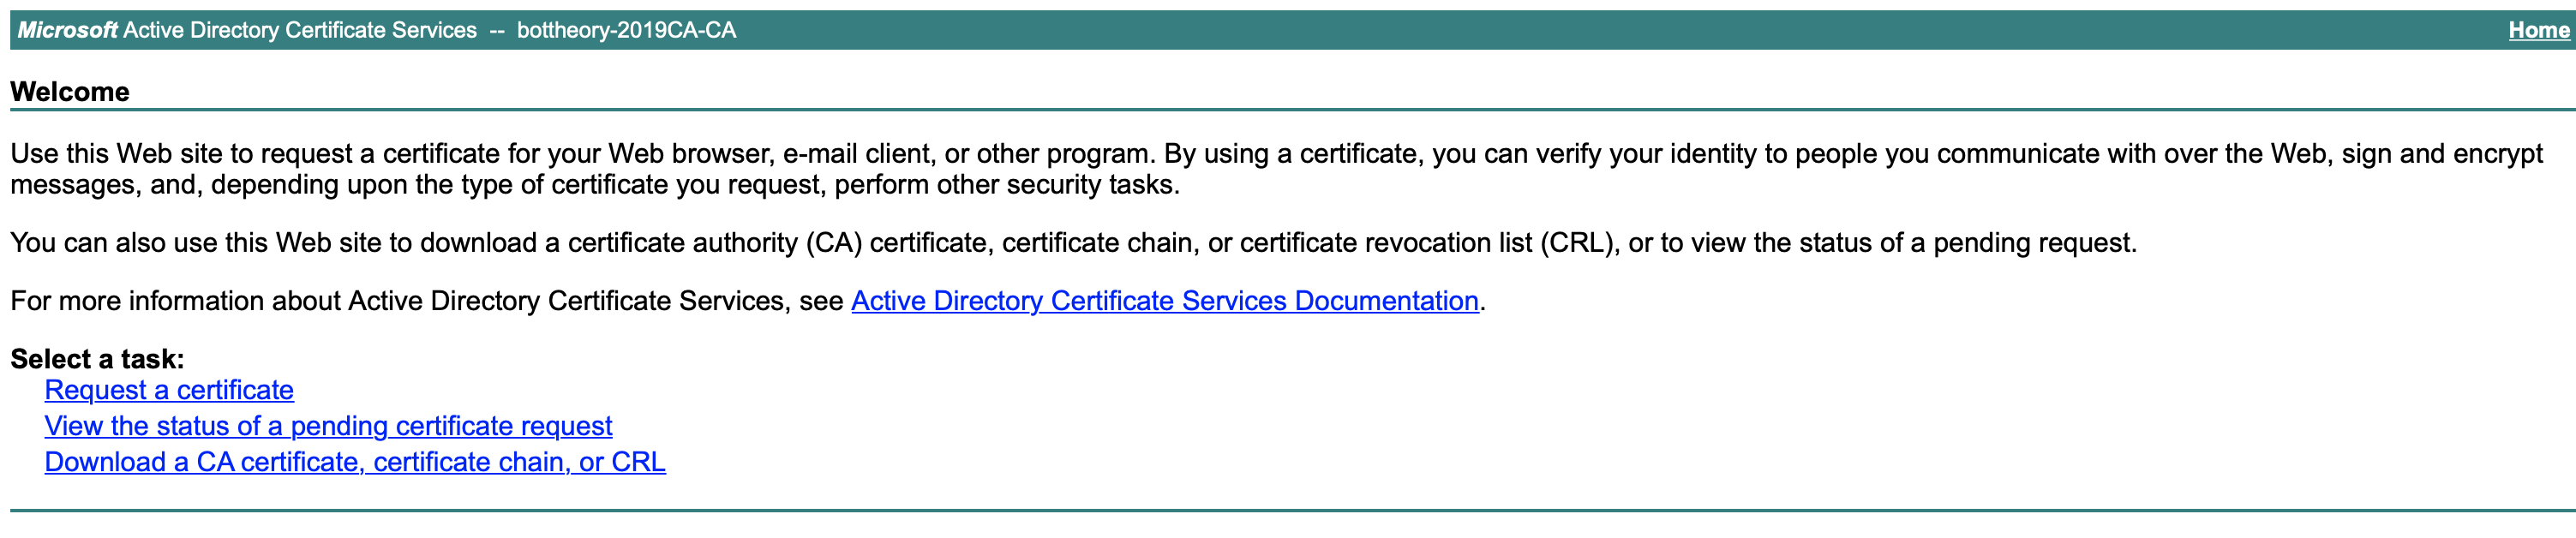 Microsoft Active Directory Certificate Services -- bottheory-2019CA-CA Home
Welcome
Use this Web site to request a certificate for your Web browser, e-mail client, or other program. By using a certificate, you can verify your identity to people you communicate with over the Web, sign and encrypt
messages, and, depending upon the type of certificate you request, perform other security tasks.
You can also use this Web site to download a certificate authority (CA) certificate, certificate chain, or certificate revocation list (CRL), or to view the status of a pending request.
For more information about Active Directory Certificate Services, see Active Directory Certificate Services Documentation.
Select a task:
Request a certificate
View the status of a pending certificate request
Download a CA certificate, certificate chain, or CRL